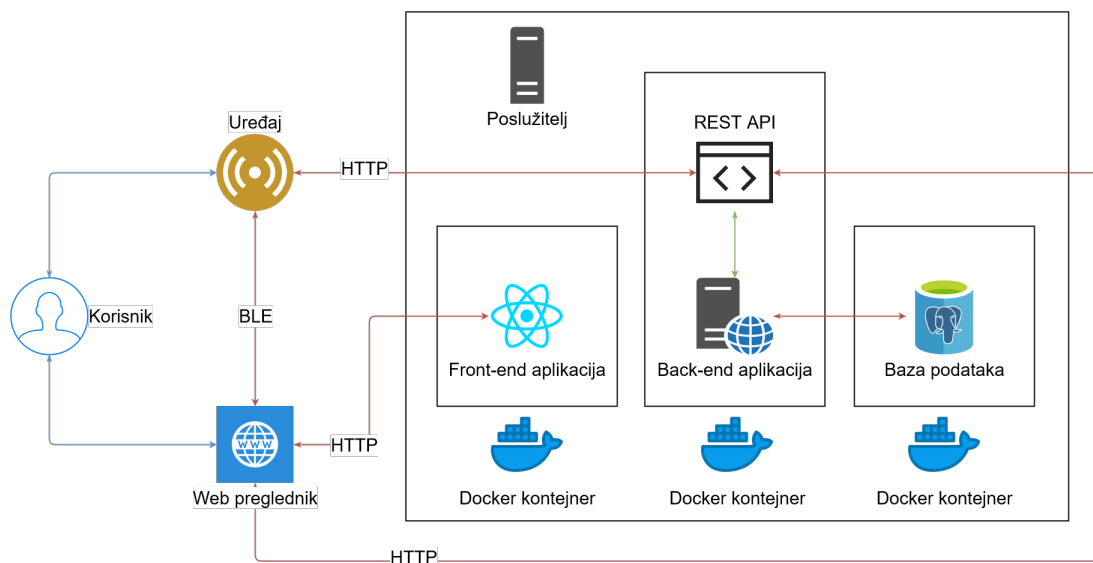 Poslužitelj
REST API
Uređaj
HTTP
Korisnik
BLE
Front-end aplikacija
Back-end aplikacija
Baza podataka
HTTP
WWW
Web preglednik
Docker kontejner
Docker kontejner
Docker kontejner
HTTP